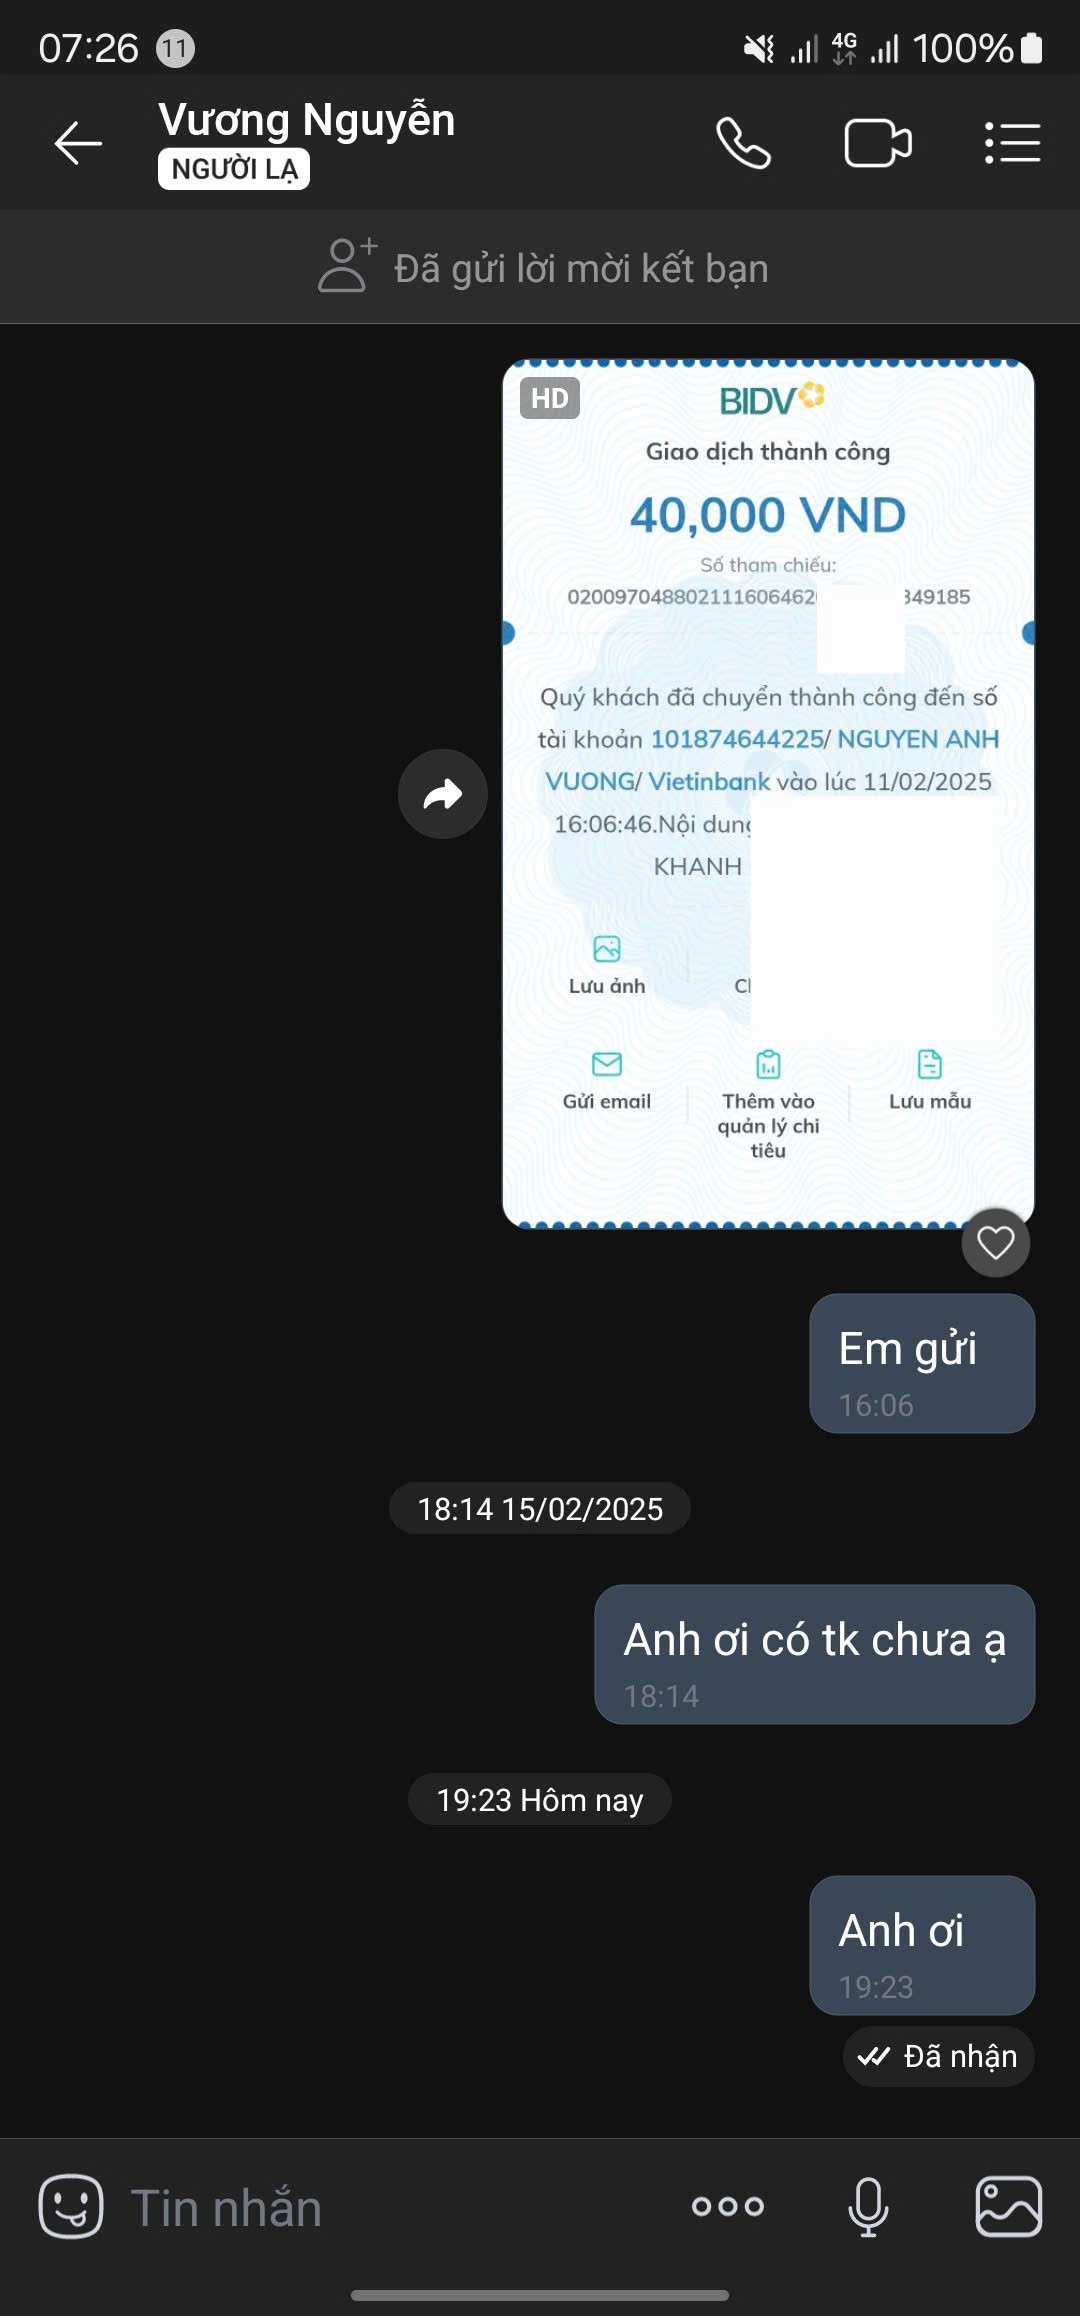 07:26 11 4G 100%
Vương Nguyễn
NGƯỜI LẠ
Đã gửi lời mời kết bạn
HD
BIDV
Giao dịch thành công
40,000 VND
Số tham chiếu:
020097048802111606462 349185
Quý khách đã chuyển thành công đến số
tài khoản 101874644225/ NGUYEN ANH
VUONG/ Vietinbank vào lúc 11/02/2025
16:06:46.Nội dung
KHANH
Lưu ảnh
Gửi email
Thêm vào
quản lý chi
tiêu
Lưu mẫu
Em gửi
16:06
18:14 15/02/2025
Anh ơi có tk chưa ạ
18:14
19:23 Hôm nay
Anh ơi
19:23
Đã nhận
Tin nhắn